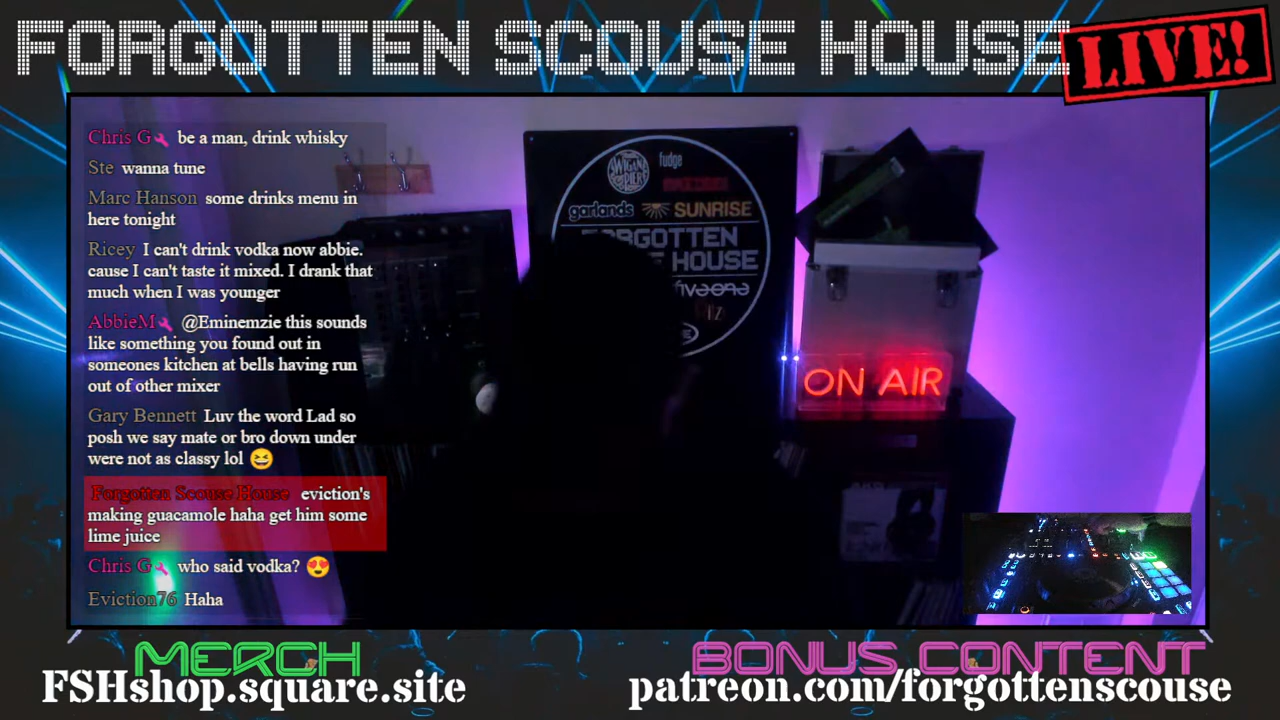 FORGOTTEN SCOUSE HOUSE
LIVE!
Chris G be a man, drink whisky
Ste wanna tune
Marc Hanson some drinks menu in
here tonight
Ricey I can't drink vodka now abbie.
cause I can't taste it mixed. I drank that
much when I was younger
AbbieM @Eminemzie this sounds
like something you found out in
someones kitchen at bells having run
out of other mixer
Gary Bennett Luv the word Lad so
posh we say mate or bro down under
were not as classy lol 😆
Forgotten Scouse House eviction's
making guacamole haha get him some
lime juice
Chris G who said vodka? 😍
Eviction76 Haha
WIGAN PIER
fudge
garlands SUNRISE
FORGOTTEN
HOUSE
ON AIR
MERCH
FSHshop.square.site
BONUS CONTENT
patreon.com/forgottenscouse